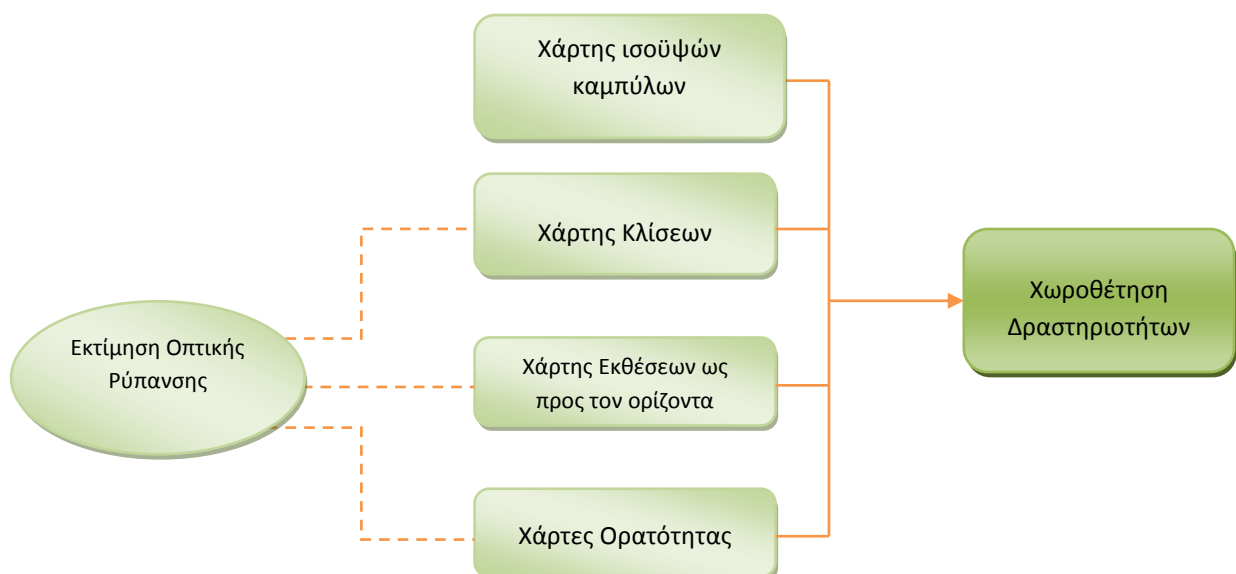 Χάρτης ισοϋψών
καμπύλων
Χάρτης Κλίσεων
Εκτίμηση Οπτικής
Ρύπανσης
Χάρτης Εκθέσεων ως
προς τον ορίζοντα
Χάρτες Ορατότητας
Χωροθέτηση
Δραστηριοτήτων